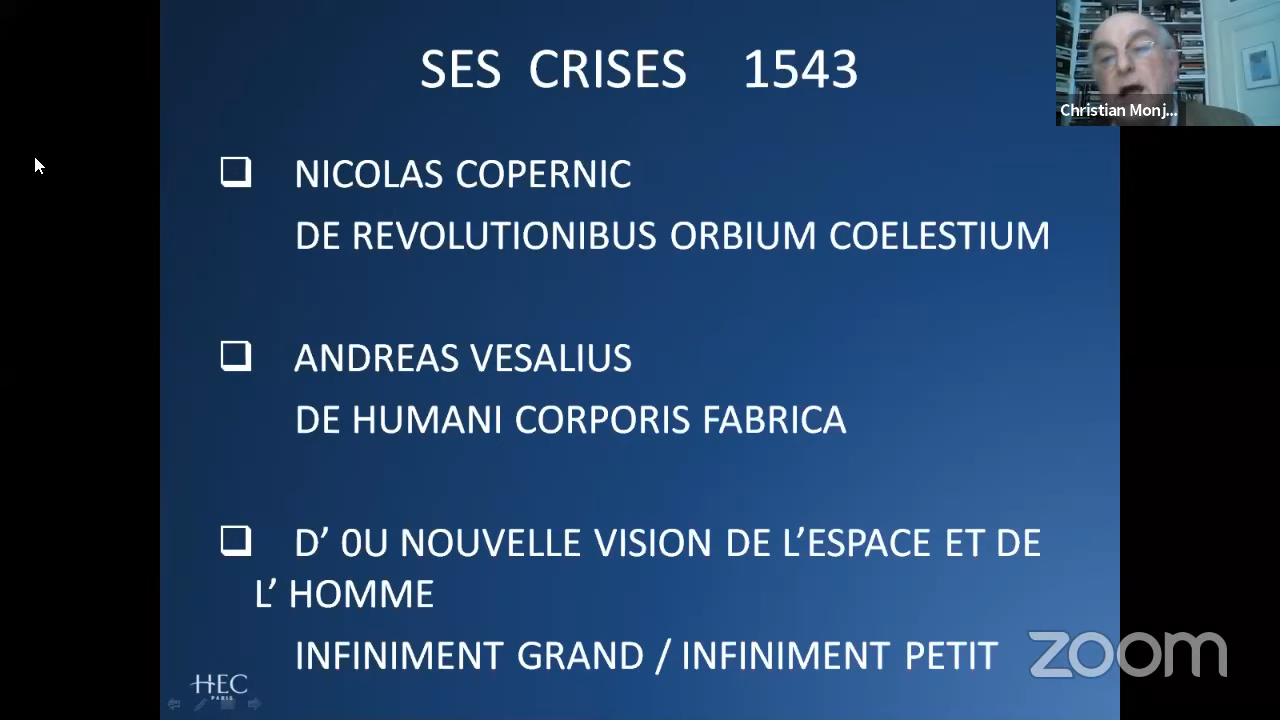 SES CRISES 1543
Christian Monj...
NICOLAS COPERNIC
DE REVOLUTIONIBUS ORBIUM COELESTIUM
ANDREAS VESALIUS
DE HUMANI CORPORIS FABRICA
D’ 0U NOUVELLE VISION DE L’ESPACE ET DE
L’ HOMME
INFINIMENT GRAND / INFINIMENT PETIT
zoom
HEC
PARIS